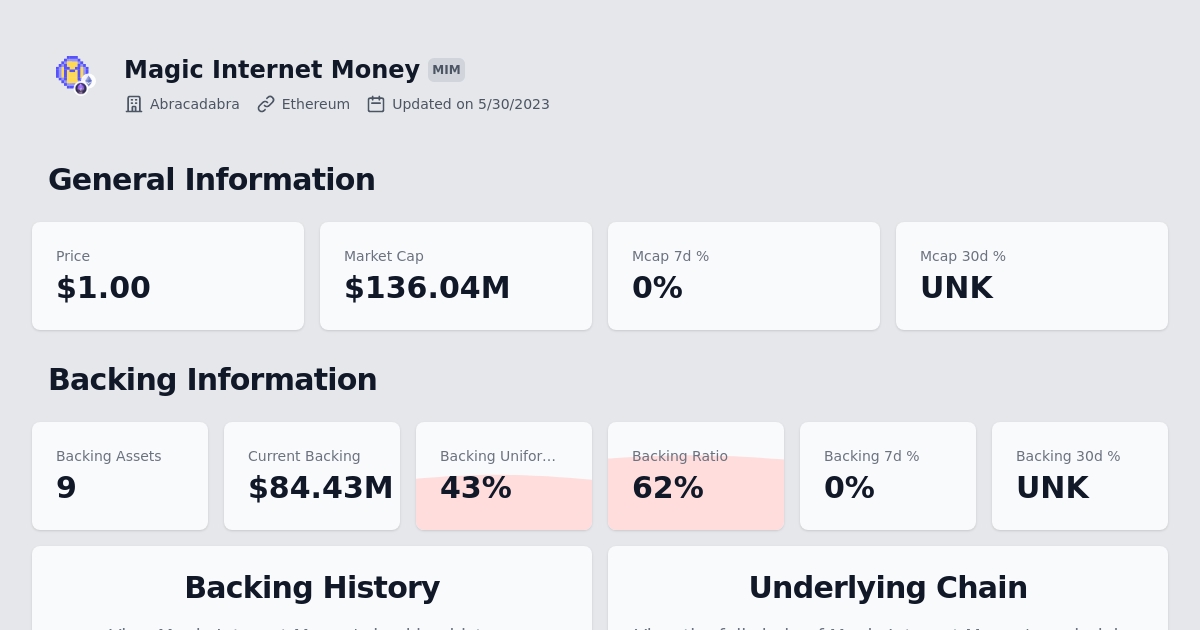 Magic Internet Money MIM
Abracadabra Ethereum Updated on 5/30/2023
General Information
Price Market Cap Mcap 7d % Mcap 30d %
$1.00 $136.04M 0% UNK
Backing Information
Backing Assets Current Backing Backing Unifor... Backing Ratio Backing 7d % Backing 30d %
9 $84.43M 43% 62% 0% UNK
Backing History Underlying Chain